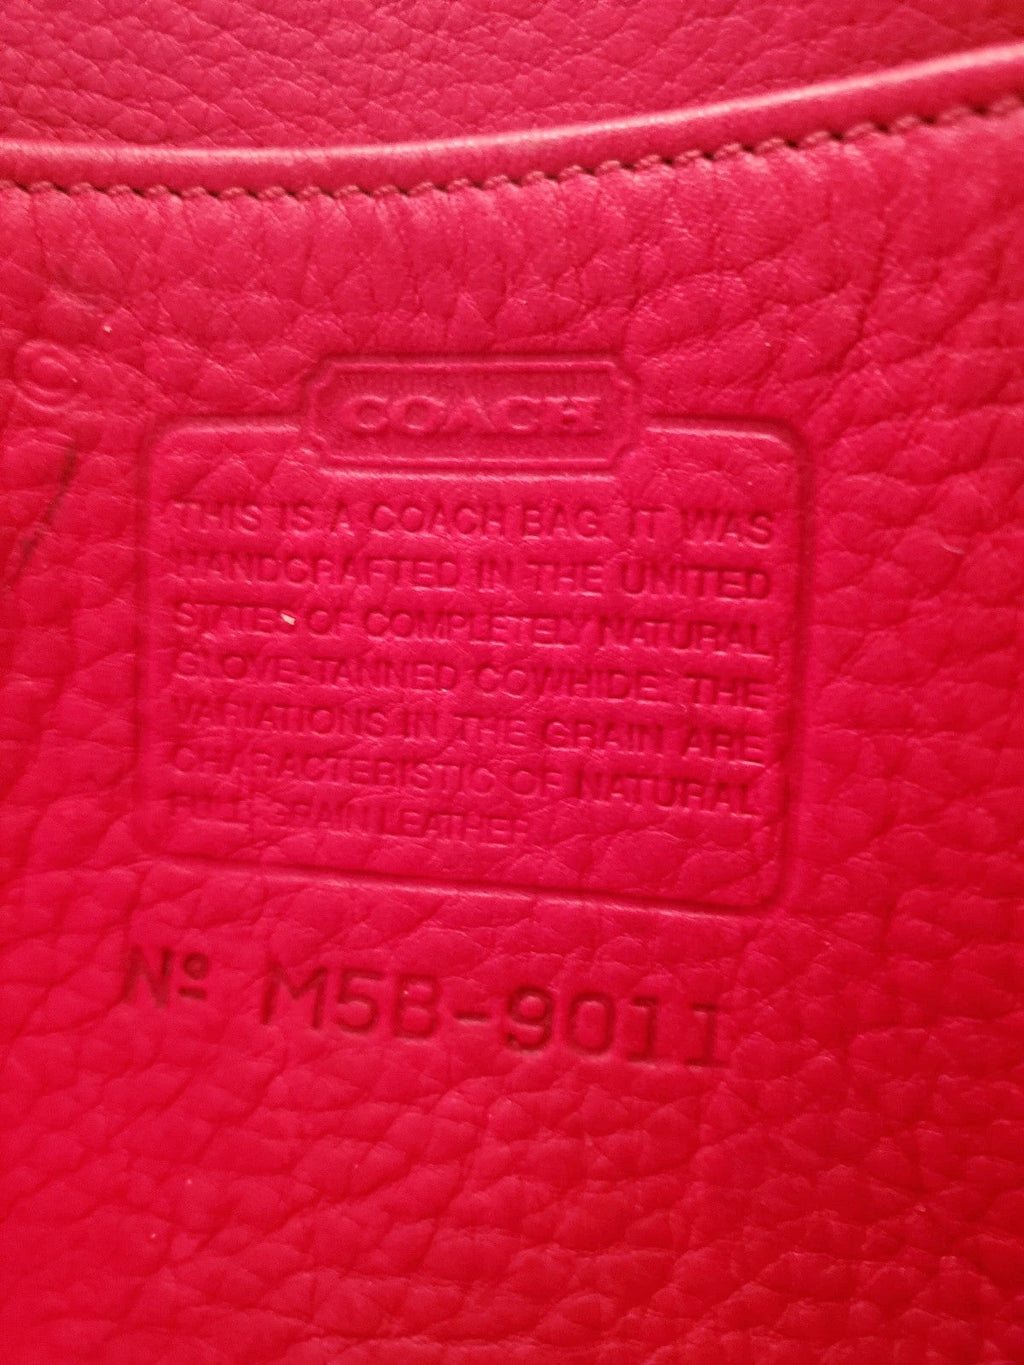 ©
COACH
THIS IS A COACH BAG. IT WAS
HANDCRAFTED IN THE UNITED
STATES OF COMPLETELY NATURAL
GLOVE-TANNED COWHIDE. THE
VARIATIONS IN THE GRAIN ARE
CHARACTERISTIC OF NATURAL
FULL GRAIN LEATHER.
Nº M5B-9011